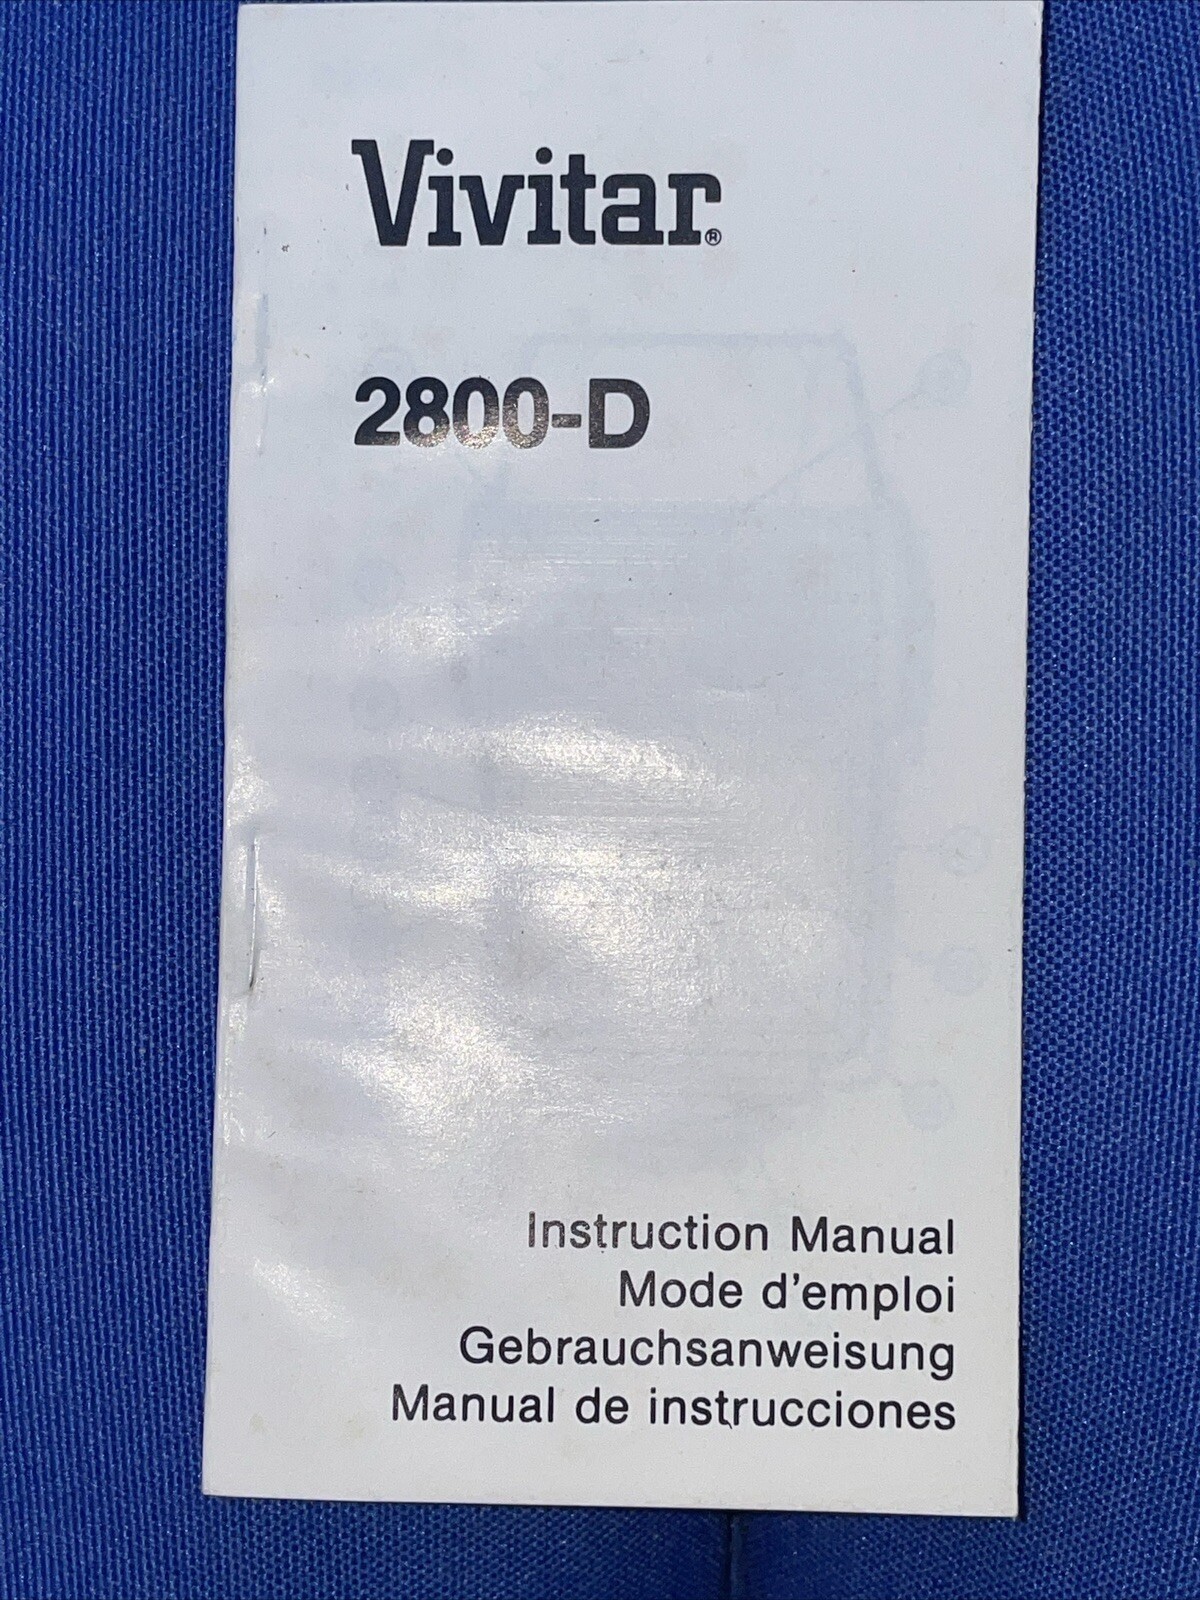 Vivitar®
2800-D
Instruction Manual
Mode d'emploi
Gebrauchsanweisung
Manual de instrucciones